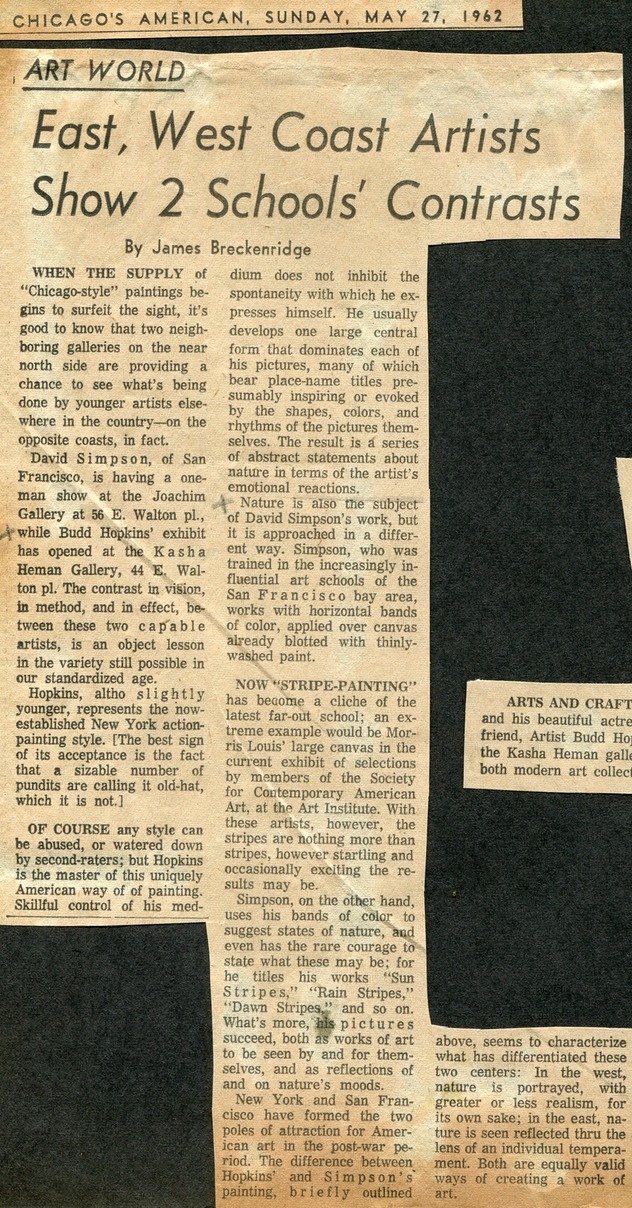 CHICAGO'S AMERICAN, SUNDAY, MAY 27, 1962
ART WORLD
East, West Coast Artists
Show 2 Schools' Contrasts
By James Breckenridge
WHEN THE SUPPLY of
"Chicago-style" paintings be-
gins to surfeit the sight, it's
good to know that two neigh-
boring galleries on the near
north side are providing a
chance to see what's being
done by younger artists else-
where in the country—on the
opposite coasts, in fact.
David Simpson, of San
Francisco, is having a one-
man show at the Joachim
Gallery at 56 E. Walton pl.,
while Budd Hopkins' exhibit
has opened at the Kasha
Heman Gallery, 44 E. Wal-
ton pl. The contrast in vision,
in method, and in effect, be-
tween these two capable
artists, is an object lesson
in the variety still possible in
our standardized age.
Hopkins, altho slightly
younger, represents the now-
established New York action-
painting style. [The best sign
of its acceptance is the fact
that a sizable number of
pundits are calling it old-hat,
which it is not.]
OF COURSE any style can
be abused, or watered down
by second-raters; but Hopkins
is the master of this uniquely
American way of of painting.
Skillful control of his med-
dium does not inhibit the
spontaneity with which he ex-
presses himself. He usually
develops one large central
form that dominates each of
his pictures, many of which
bear place-name titles pre-
sumably inspiring or evoked
by the shapes, colors, and
rhythms of the pictures them-
selves. The result is a series
of abstract statements about
nature in terms of the artist's
emotional reactions.
Nature is also the subject
of David Simpson's work, but
it is approached in a differ-
ent way. Simpson, who was
trained in the increasingly in-
fluential art schools of the
San Francisco bay area,
works with horizontal bands
of color, applied over canvas
already blotted with thinly-
washed paint.
NOW "STRIPE-PAINTING"
has become a cliche of the
latest far-out school; an ex-
treme example would be Mor-
ris Louis' large canvas in the
current exhibit of selections
by members of the Society
for Contemporary American
Art, at the Art Institute. With
these artists, however, the
stripes are nothing more than
stripes, however startling and
occasionally exciting the re-
sults may be.
Simpson, on the other hand,
uses his bands of color to
suggest states of nature, and
even has the rare courage to
state what these may be; for
he titles his works "Sun
Stripes," "Rain Stripes,"
"Dawn Stripes," and so on.
What's more, his pictures
succeed, both as works of art
to be seen by and for them-
selves, and as reflections of
and on nature's moods.
New York and San Fran-
cisco have formed the two
poles of attraction for Amer-
ican art in the post-war pe-
riod. The difference between
Hopkins' and Simpson's
painting, briefly outlined
above, seems to characterize
what has differentiated these
two centers: In the west,
nature is portrayed, with
greater or less realism, for
its own sake; in the east, na-
ture is seen reflected thru the
lens of an individual tempera-
ment. Both are equally valid
ways of creating a work of
art.
ARTS AND CRAFT
and his beautiful actre
friend, Artist Budd Hop
the Kasha Heman galle
both modern art collect